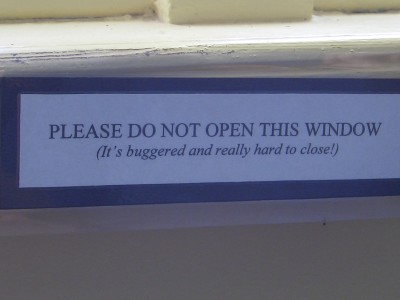 PLEASE DO NOT OPEN THIS WINDOW
(It's buggered and really hard to close!)